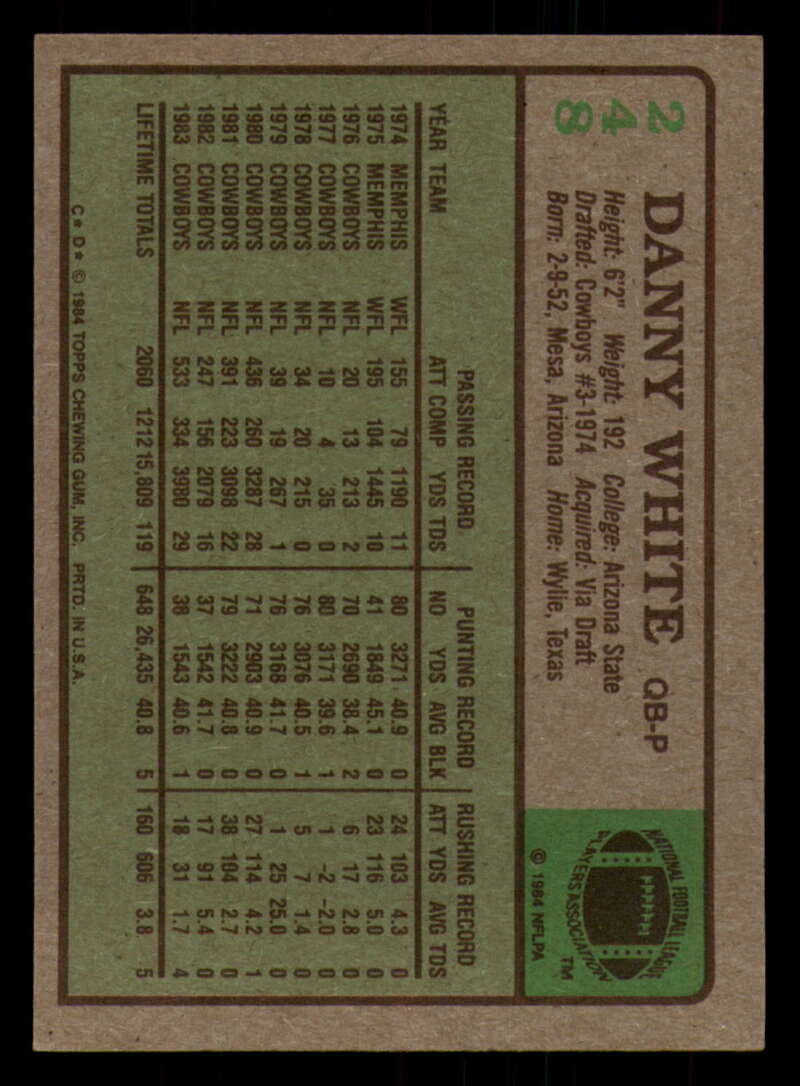 248
DANNY WHITE QB-P
Height: 6'2" Weight: 192 College: Arizona State
Drafted: Cowboys #3-1974 Acquired: Via Draft
Born: 2-9-52, Mesa, Arizona Home: Wylie, Texas
NATIONAL FOOTBALL LEAGUE
PLAYERS ASSOCIATION
TM
© 1984 NFLPA
PASSING RECORD PUNTING RECORD RUSHING RECORD
YEAR TEAM ATT COMP YDS TDS NO YDS AVG BLK ATT YDS AVG TDS
1974 MEMPHIS WFL 155 79 1190 11 80 3271 40.9 0 24 103 4.3 0
1975 MEMPHIS WFL 195 104 1445 10 41 1849 45.1 0 23 116 5.0 0
1976 COWBOYS NFL 20 13 213 2 70 2690 38.4 2 6 17 2.8 0
1977 COWBOYS NFL 10 4 35 0 80 3171 39.6 1 1 -2 -2.0 0
1978 COWBOYS NFL 34 20 215 0 76 3076 40.5 1 5 7 1.4 0
1979 COWBOYS NFL 39 19 267 1 76 3168 41.7 0 1 25 25.0 0
1980 COWBOYS NFL 436 260 3287 28 71 2903 40.9 0 27 114 4.2 1
1981 COWBOYS NFL 391 223 3098 22 79 3222 40.8 0 38 104 2.7 0
1982 COWBOYS NFL 247 156 2079 16 37 1542 41.7 0 17 91 5.4 0
1983 COWBOYS NFL 533 334 3980 29 38 1543 40.6 1 18 31 1.7 4
LIFETIME TOTALS 2060 1212 15,809 119 648 26,435 40.8 5 160 606 3.8 5
C * D * © 1984 TOPPS CHEWING GUM, INC. PRTD. IN U.S.A.